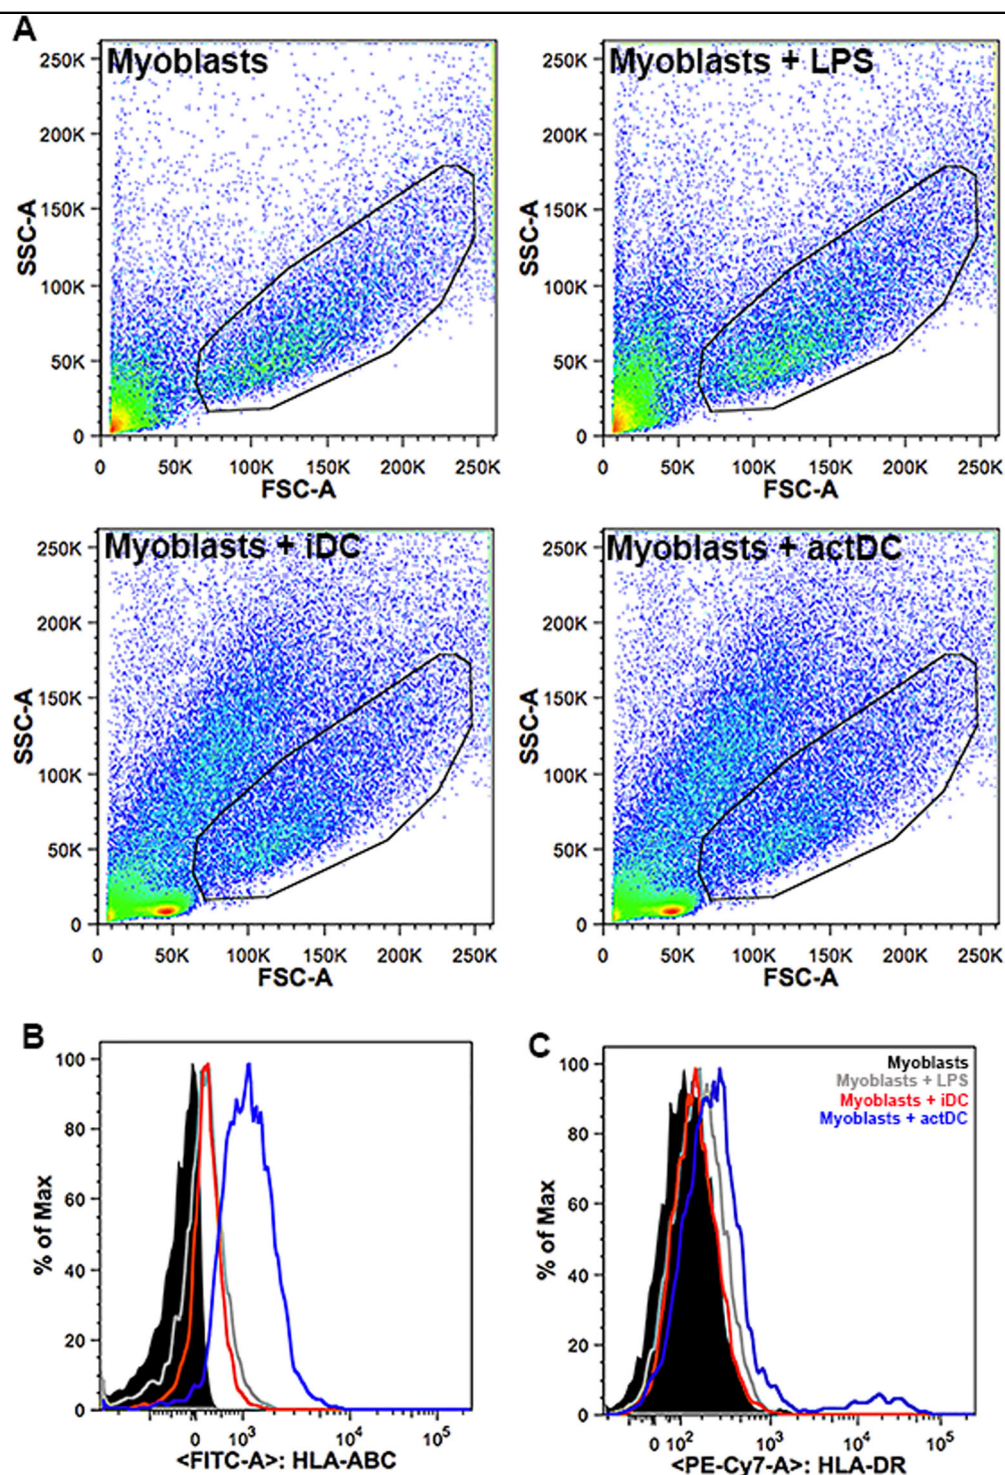 A
Myoblasts
Myoblasts + LPS
250K
200K
150K
100K
50K
0
SSC-A
0 50K 100K 150K 200K 250K
FSC-A
250K
200K
150K
100K
50K
0
SSC-A
0 50K 100K 150K 200K 250K
FSC-A
Myoblasts + iDC
Myoblasts + actDC
250K
200K
150K
100K
50K
0
SSC-A
0 50K 100K 150K 200K 250K
FSC-A
250K
200K
150K
100K
50K
0
SSC-A
0 50K 100K 150K 200K 250K
FSC-A
B
100
80
60
40
20
0
% of Max
0 10³ 10⁴ 10⁵
<FITC-A>: HLA-ABC
C
Myoblasts
Myoblasts + LPS
Myoblasts + iDC
Myoblasts + actDC
100
80
60
40
20
0
% of Max
0 10² 10³ 10⁴ 10⁵
<PE-Cy7-A>: HLA-DR